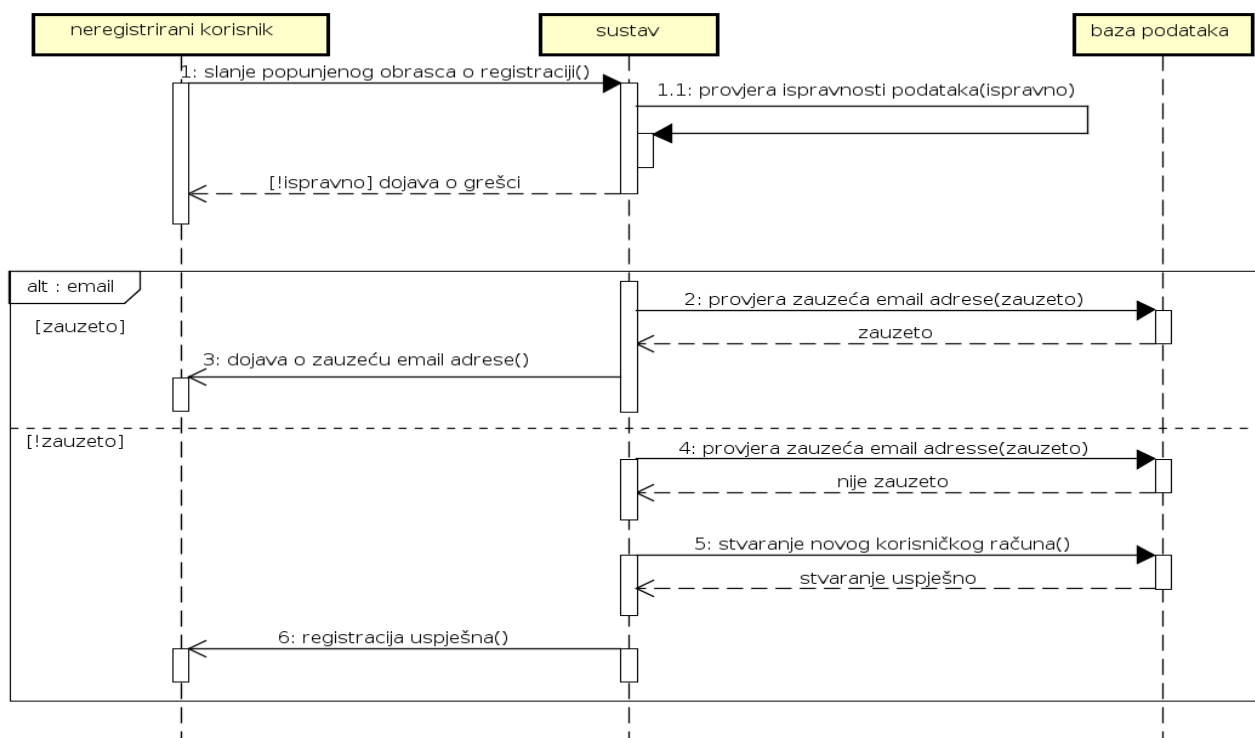 neregistrirani korisnik
sustav
baza podataka
1: slanje popunjenog obrasca o registraciji()
1.1: provjera ispravnosti podataka(ispravno)
[!ispravno] dojava o grešci
alt : email
[zauzeto]
2: provjera zauzeća email adrese(zauzeto)
zauzeto
3: dojava o zauzeću email adrese()
[!zauzeto]
4: provjera zauzeća email adresse(zauzeto)
nije zauzeto
5: stvaranje novog korisničkog računa()
stvaranje uspješno
6: registracija uspješna()